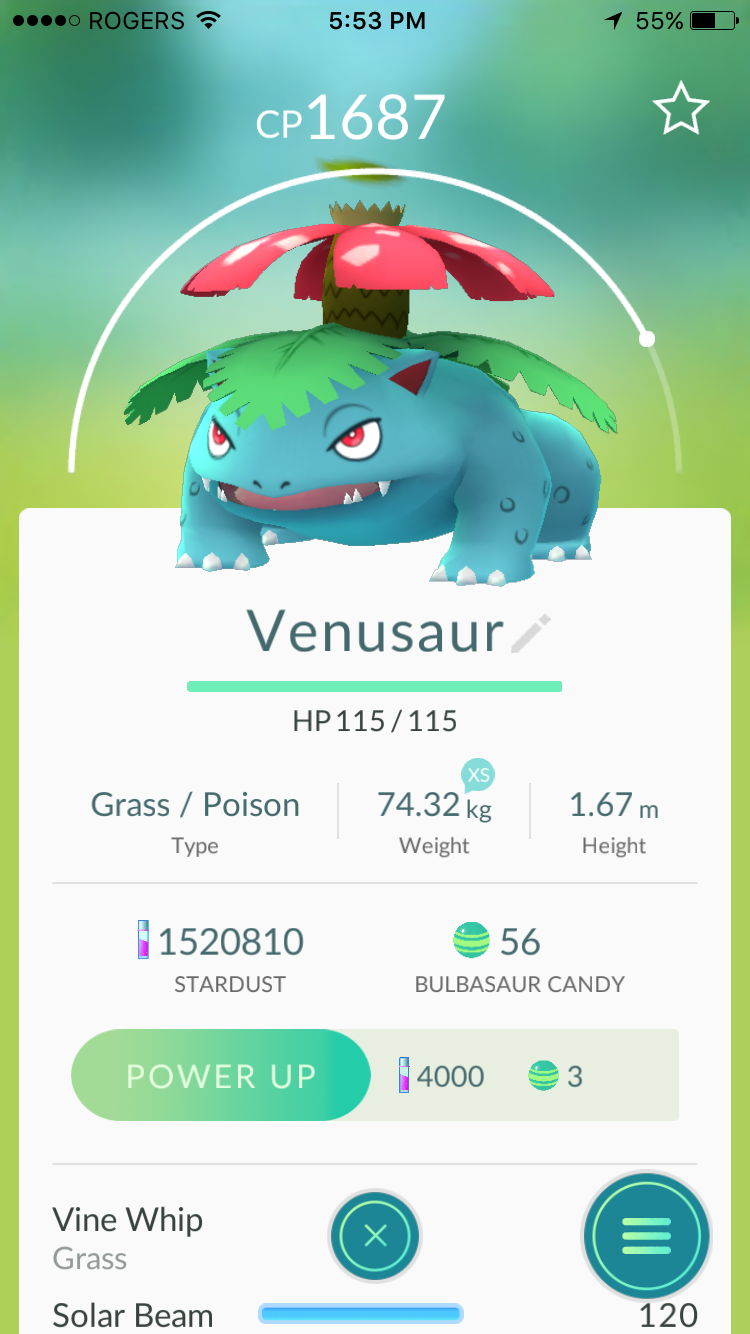 ROGERS 5:53 PM 55%
CP1687
Venusaur
HP 115 / 115
XS
Grass / Poison 74.32 kg 1.67 m
Type Weight Height
1520810 56
STARDUST BULBASAUR CANDY
POWER UP 4000 3
Vine Whip
Grass
Solar Beam 120